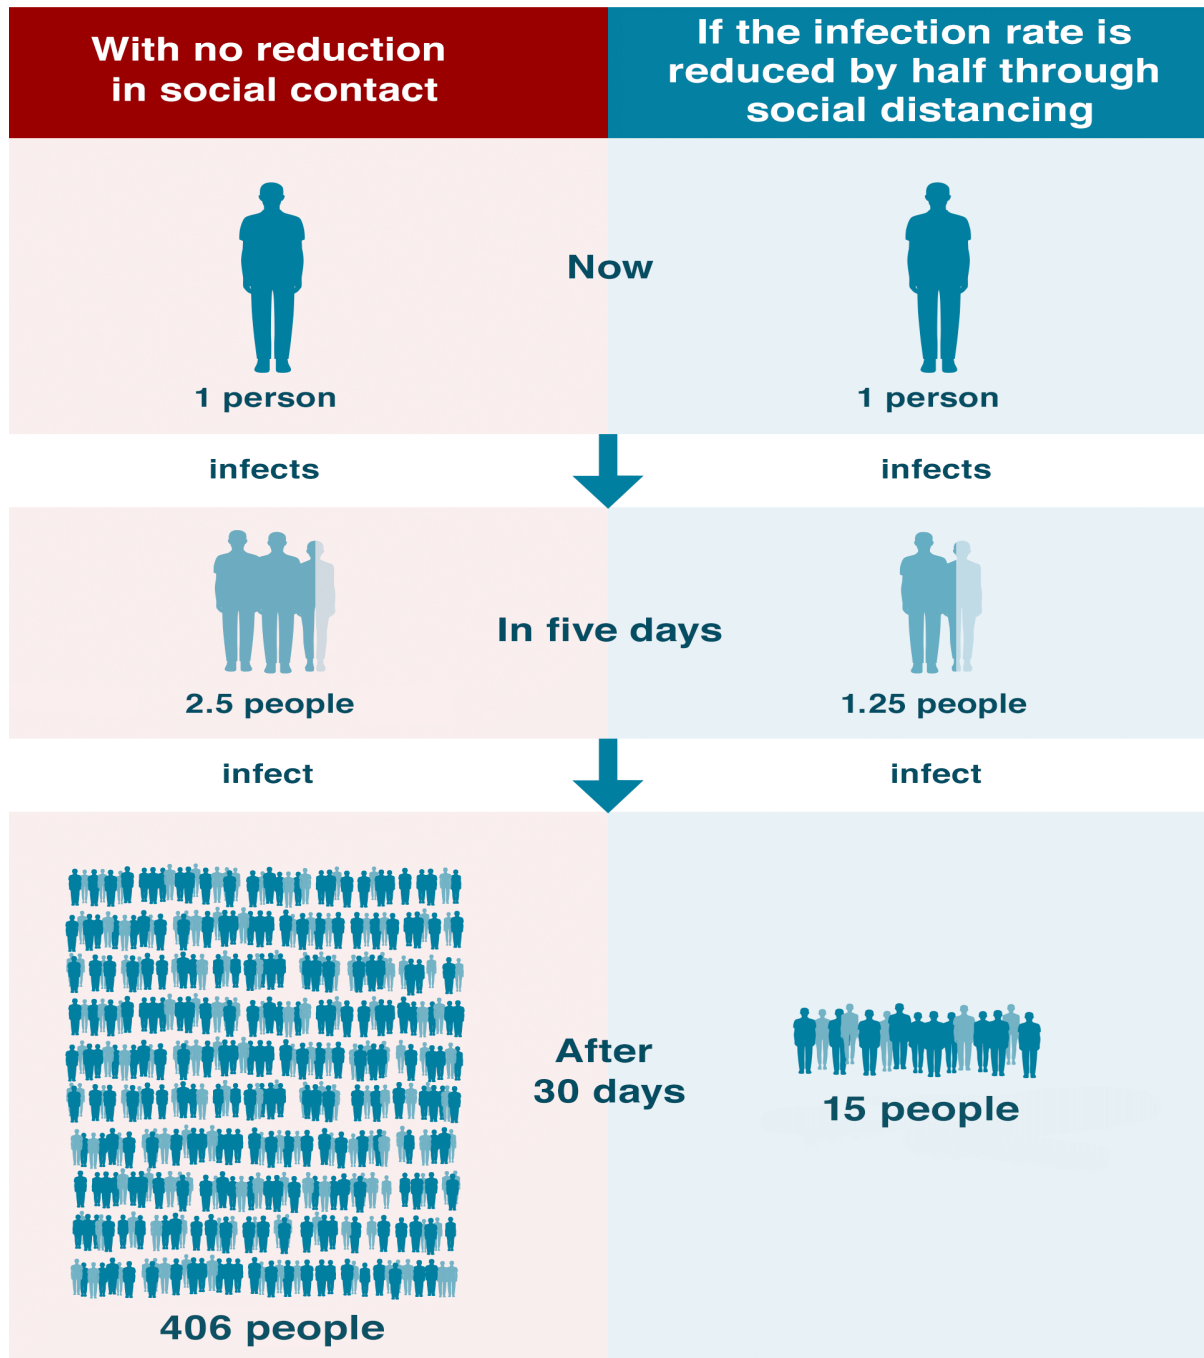 With no reduction
in social contact
If the infection rate is
reduced by half through
social distancing
Now
1 person
1 person
infects
infects
In five days
2.5 people
1.25 people
infect
infect
After
30 days
15 people
406 people